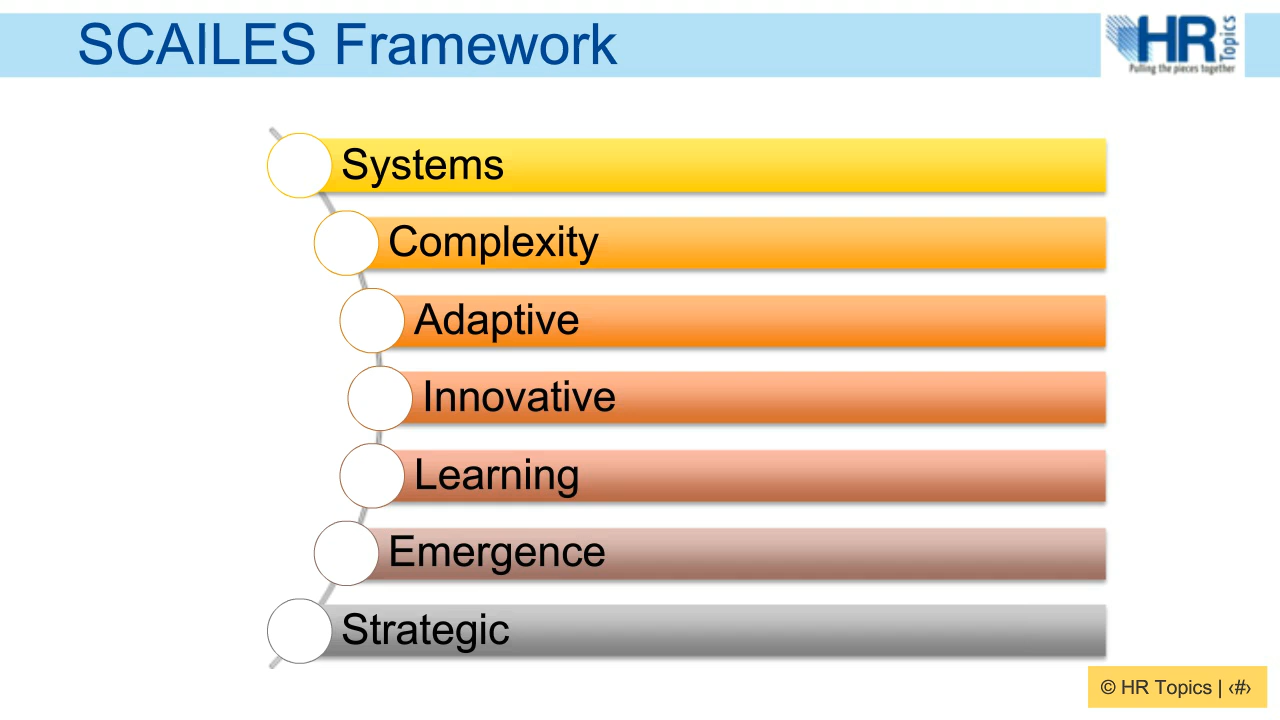 SCAILES Framework
HR Topics
Pulling the pieces together
Systems
Complexity
Adaptive
Innovative
Learning
Emergence
Strategic
© HR Topics | ‹#›